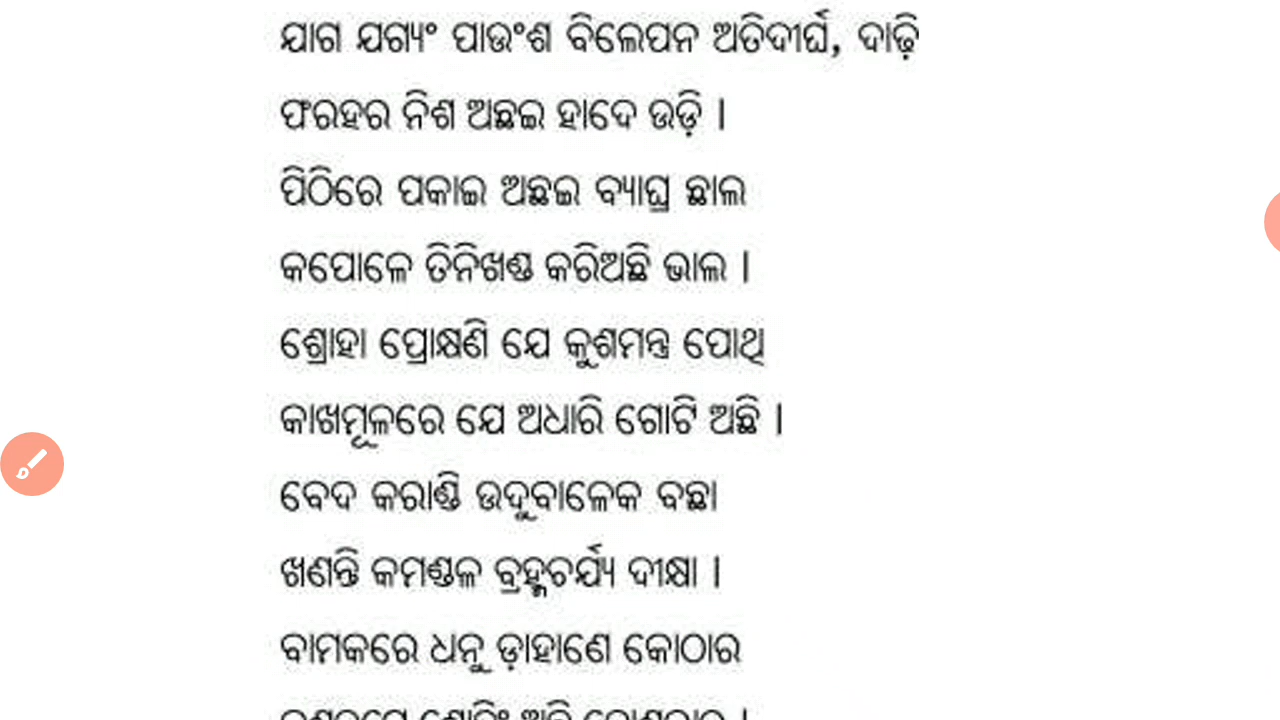 ଯାଗ ଯଗ୍ୟଂ ପାଉଂଶ ବିଲେପନ ଅତିଦୀର୍ଘ, ଦାଢ଼ି
ଫରହର ନିଶ ଅଛଇ ହାଦେ ଉଡ଼ି ।
ପିଠିରେ ପକାଇ ଅଛଇ ବ୍ୟାଘ୍ର ଛାଲ
କପୋଳେ ତିନିଖଣ୍ଡ କରିଅଛି ଭାଲ ।
ଶ୍ରୋହା ପ୍ରୋକ୍ଷଣି ଯେ କୁଶମନ୍ତ୍ର ପୋଥି
କାଖମୂଳରେ ଯେ ଅଧାରି ଗୋଟି ଅଛି ।
ବେଦ କରାଣ୍ଡି ଉଦୁବାଳେକ ବଛା
ଖଣନ୍ତି କମଣ୍ଡଳ ବ୍ରହ୍ମଚର୍ଯ୍ୟ ଦୀକ୍ଷା ।
ବାମକରେ ଧନୁ ଡ଼ାହାଣେ କୋଠାର